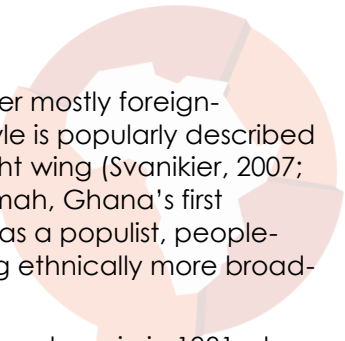 er mostly foreign-
yle is popularly described
ht wing (Svanikier, 2007;
mah, Ghana's first
as a populist, people-
g ethnically more broad-